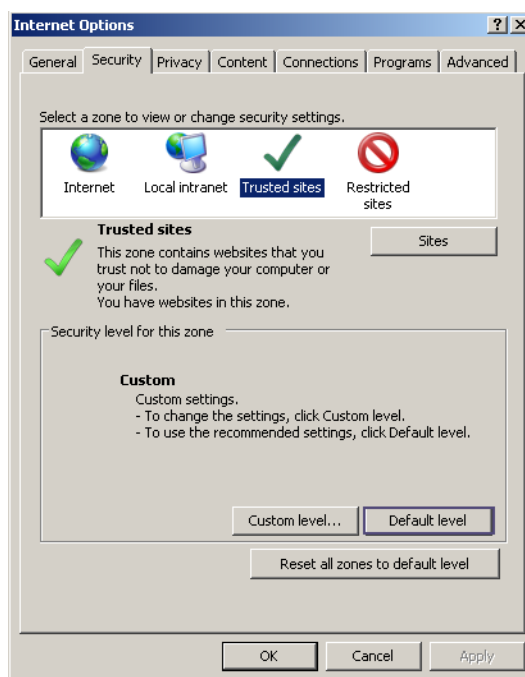 Internet Options
General Security Privacy Content Connections Programs Advanced
Select a zone to view or change security settings.
Internet Local intranet Trusted sites Restricted
sites
Trusted sites
Sites
This zone contains websites that you
trust not to damage your computer or
your files.
You have websites in this zone.
Security level for this zone
Custom
Custom settings.
- To change the settings, click Custom level.
- To use the recommended settings, click Default level.
Custom level... Default level
Reset all zones to default level
OK Cancel Apply